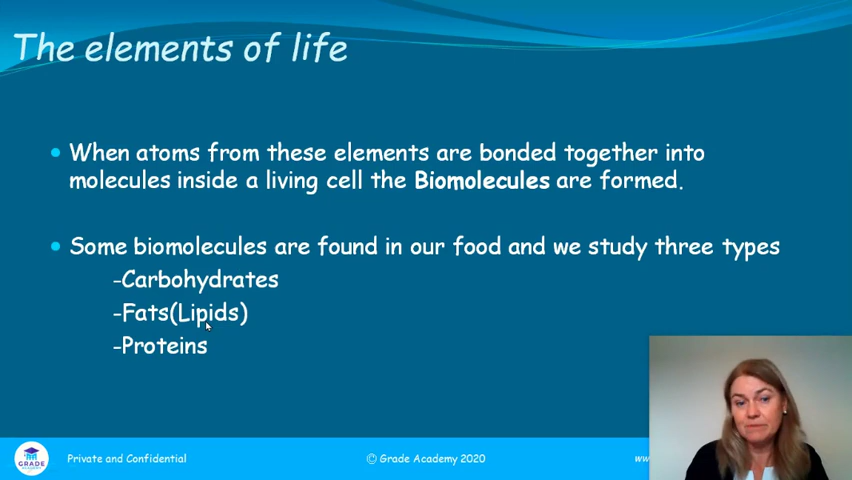 The elements of life
When atoms from these elements are bonded together into
molecules inside a living cell the Biomolecules are formed.
Some biomolecules are found in our food and we study three types
-Carbohydrates
-Fats(Lipids)
-Proteins
GRADE
Private and Confidential
© Grade Academy 2020